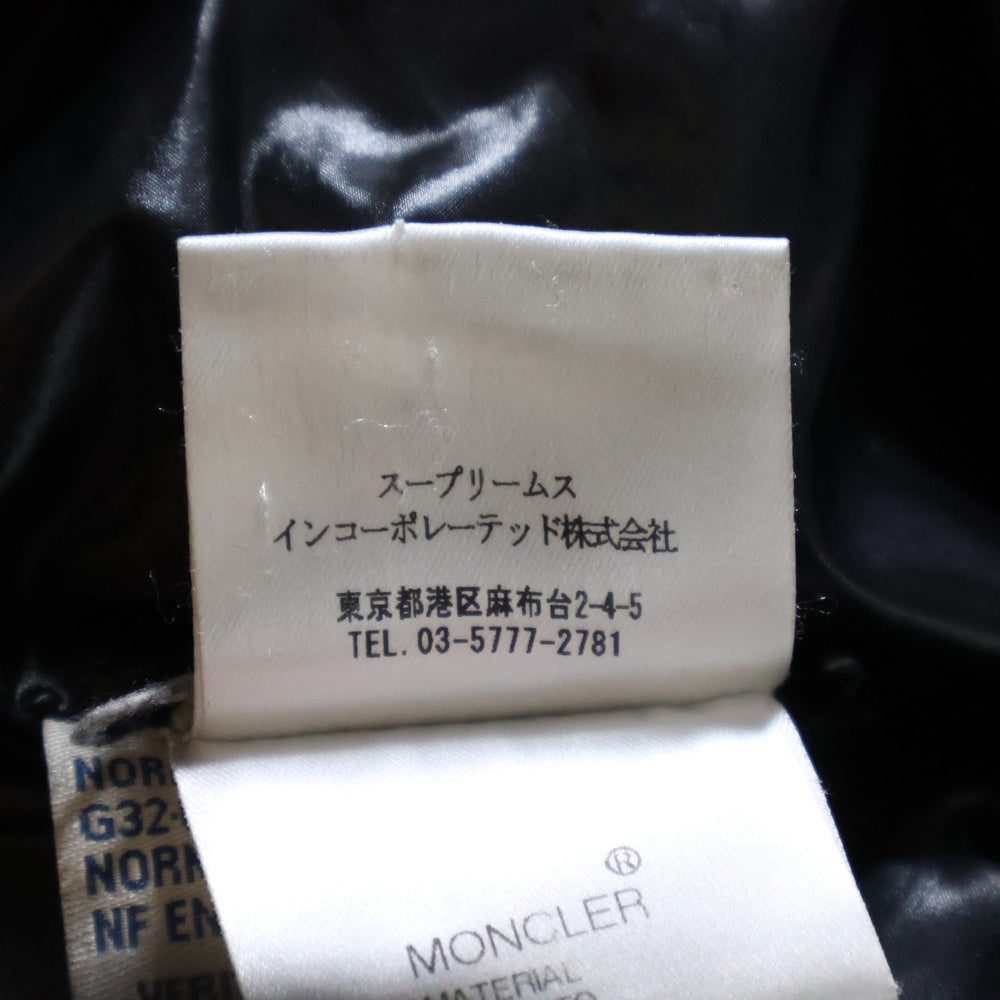 スープリームス
インコーポレーテッド株式会社
東京都港区麻布台2-4-5
TEL. 03-5777-2781
NOR
G32-
NORM
NF EN
®
MONCLER
MATERIAL